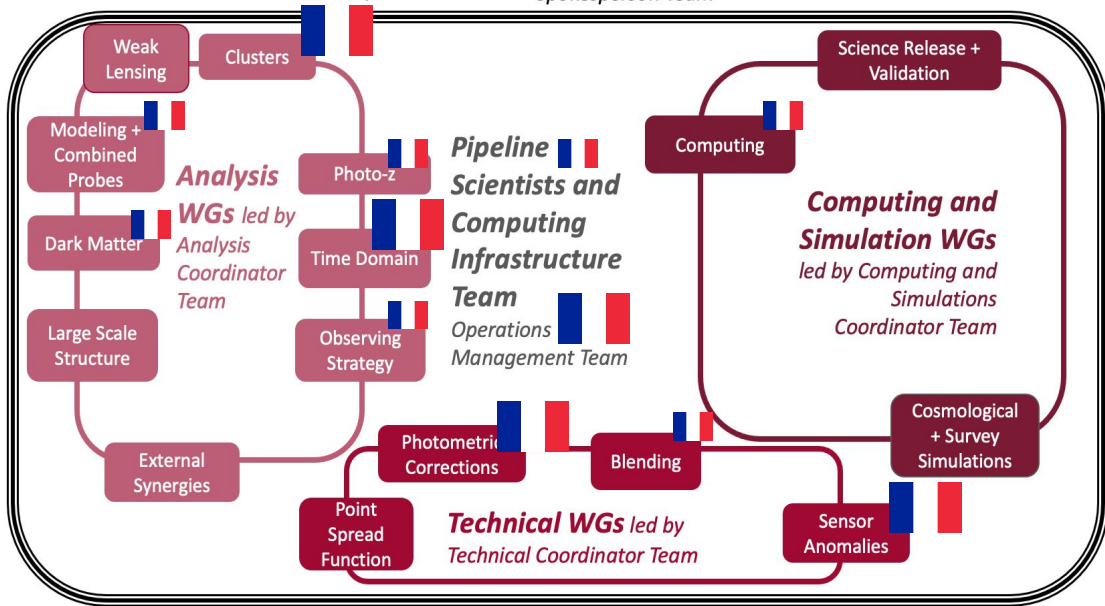 Spokesperson Team
Weak
Lensing
Clusters
Modeling +
Combined
Probes
Dark Matter
Large Scale
Structure
External
Synergies
Photo-z
Time Domain
Observing
Strategy
Analysis
WGs led by
Analysis
Coordinator
Team
Pipeline
Scientists and
Computing
Infrastructure
Team
Operations
Management Team
Science Release +
Validation
Computing
Computing and
Simulation WGs
led by Computing and
Simulations
Coordinator Team
Cosmological
+ Survey
Simulations
Photometric
Corrections
Blending
Point
Spread
Function
Technical WGs led by
Technical Coordinator Team
Sensor
Anomalies